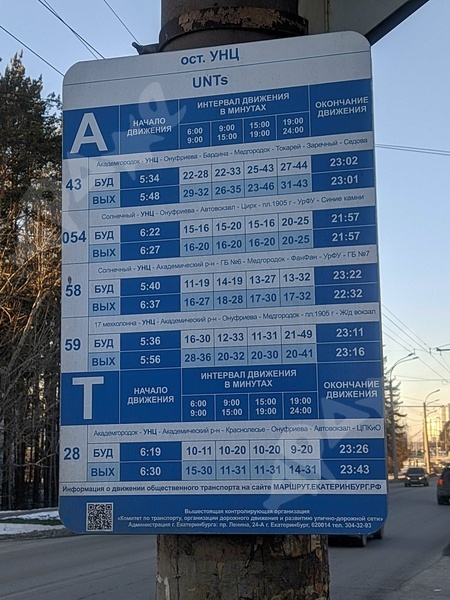 ост. УНЦ
UNTs
А НАЧАЛО ДВИЖЕНИЯ ИНТЕРВАЛ ДВИЖЕНИЯ В МИНУТАХ ОКОНЧАНИЕ ДВИЖЕНИЯ
6:00 9:00 9:00 15:00 15:00 19:00 19:00 24:00
Академгородок - УНЦ - Онуфриева - Бардина - Медгородок - Токарей - Заречный - Седова
43 БУД 5:34 22-28 22-33 25-43 27-44 23:02
ВЫХ 5:48 29-32 26-35 23-46 31-43 23:01
Солнечный - УНЦ - Онуфриева - Автовокзал - Цирк - пл.1905 г - УрФУ - Синие камни
054 БУД 6:22 15-16 15-20 15-16 20-25 21:57
ВЫХ 6:27 16-20 16-20 16-20 20-25 21:57
Солнечный - УНЦ - Академический р-н - ГБ №6 - Медгородок - ФанФан - УрФУ - ГБ №7
58 БУД 5:40 11-19 14-19 13-27 13-32 23:22
ВЫХ 6:37 16-27 18-28 17-30 17-32 22:32
17 мехколонна - УНЦ - Академический р-н - Онуфриева - Медгородок - пл.1905 г - Ж/д вокзал
59 БУД 5:36 16-30 12-33 11-31 21-49 23:11
ВЫХ 5:56 28-36 20-32 20-30 20-41 23:16
Т НАЧАЛО ДВИЖЕНИЯ ИНТЕРВАЛ ДВИЖЕНИЯ В МИНУТАХ ОКОНЧАНИЕ ДВИЖЕНИЯ
6:00 9:00 9:00 15:00 15:00 19:00 19:00 24:00
Академгородок - УНЦ - Академический р-н - Краснолесье - Онуфриева - Автовокзал - ЦПКиО
28 БУД 6:19 10-11 10-20 10-20 9-20 23:26
ВЫХ 6:30 15-30 11-31 11-31 14-31 23:43
Информация о движении общественного транспорта на сайте МАРШРУТ.ЕКАТЕРИНБУРГ.РФ
Вышестоящая контролирующая организация
«Комитет по транспорту, организации дорожного движения и развитию улично-дорожной сети»
Администрация г. Екатеринбурга: пр. Ленина, 24-А г. Екатеринбург, 620014 тел. 304-32-93